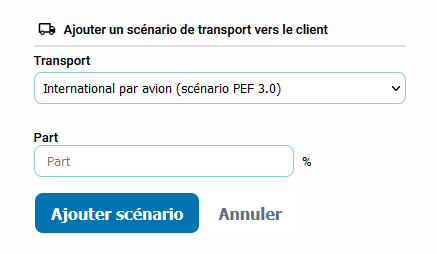 Ajouter un scénario de transport vers le client
Transport
International par avion (scénario PEF 3.0)
Part
Part %
Ajouter scénario Annuler